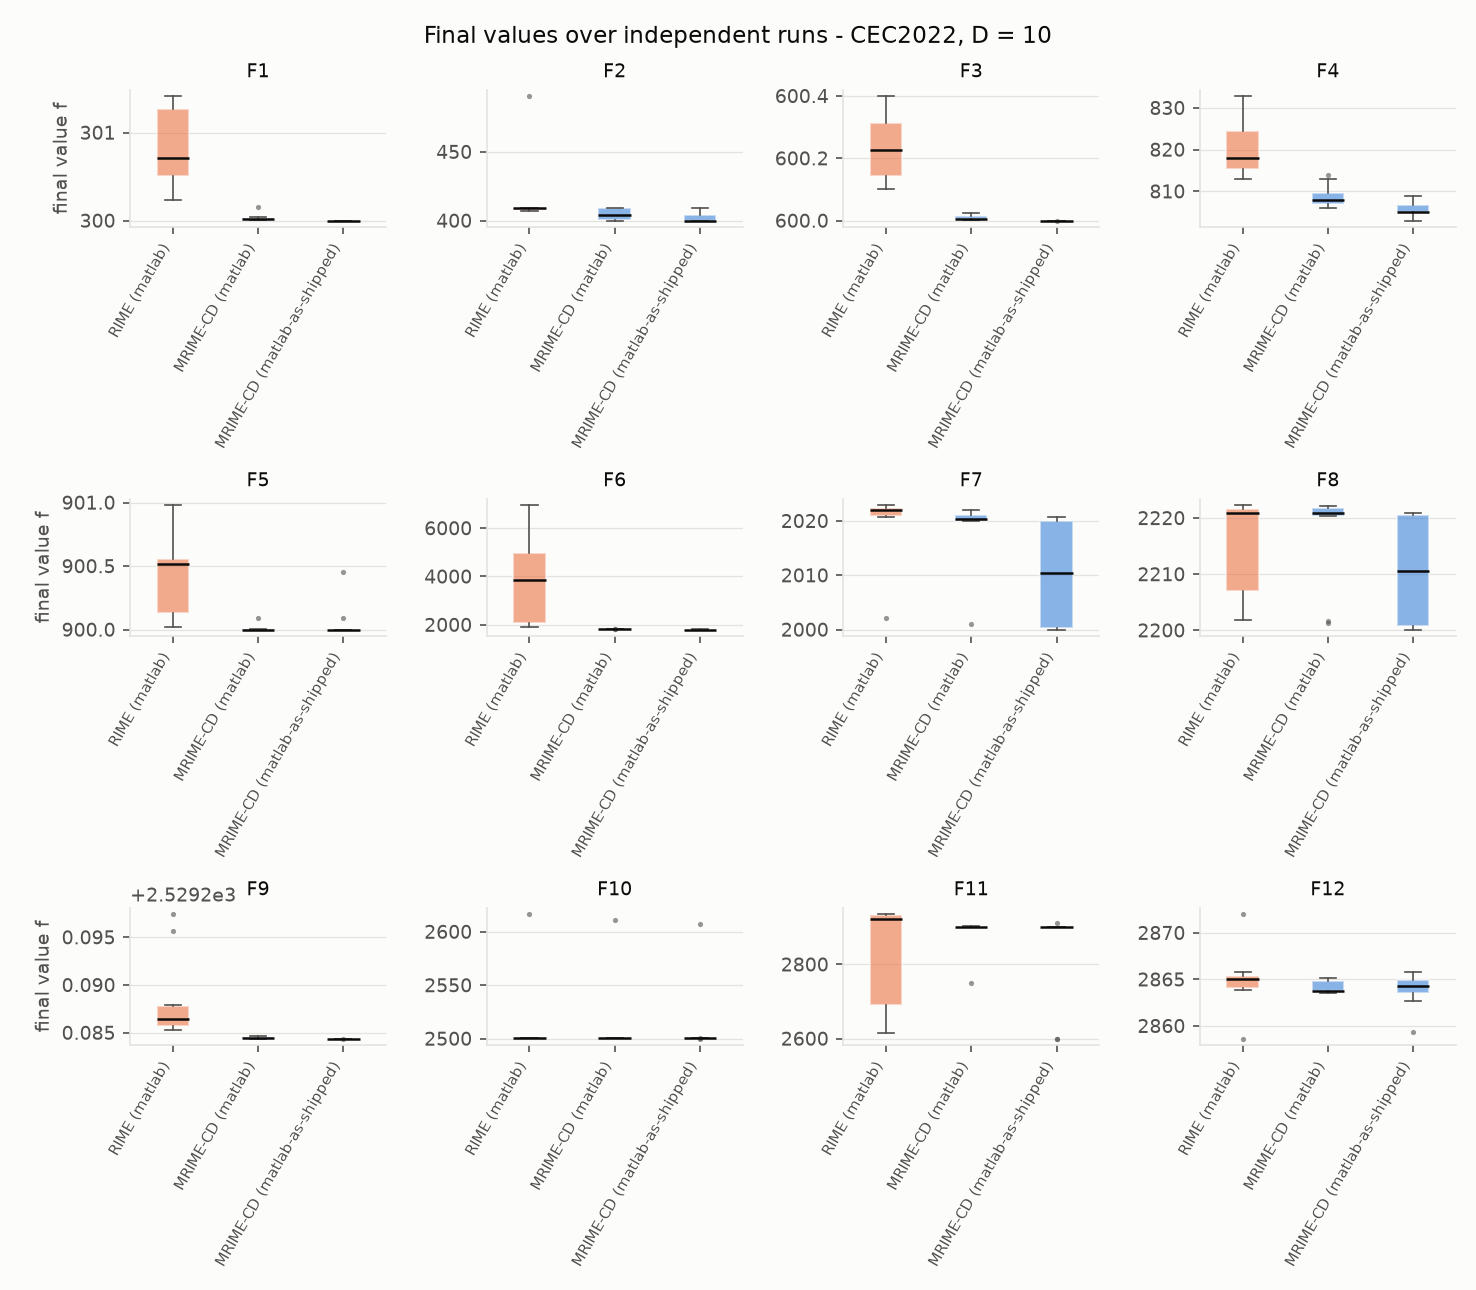 Final values over independent runs - CEC2022, D = 10
F1
final value f
301
300
RIME (matlab)
MRIME-CD (matlab)
MRIME-CD (matlab-as-shipped)
F2
450
400
RIME (matlab)
MRIME-CD (matlab)
MRIME-CD (matlab-as-shipped)
F3
600.4
600.2
600.0
RIME (matlab)
MRIME-CD (matlab)
MRIME-CD (matlab-as-shipped)
F4
830
820
810
RIME (matlab)
MRIME-CD (matlab)
MRIME-CD (matlab-as-shipped)
F5
final value f
901.0
900.5
900.0
RIME (matlab)
MRIME-CD (matlab)
MRIME-CD (matlab-as-shipped)
F6
6000
4000
2000
RIME (matlab)
MRIME-CD (matlab)
MRIME-CD (matlab-as-shipped)
F7
2020
2010
2000
RIME (matlab)
MRIME-CD (matlab)
MRIME-CD (matlab-as-shipped)
F8
2220
2210
2200
RIME (matlab)
MRIME-CD (matlab)
MRIME-CD (matlab-as-shipped)
F9
+2.5292e3
final value f
0.095
0.090
0.085
RIME (matlab)
MRIME-CD (matlab)
MRIME-CD (matlab-as-shipped)
F10
2600
2550
2500
RIME (matlab)
MRIME-CD (matlab)
MRIME-CD (matlab-as-shipped)
F11
2800
2600
RIME (matlab)
MRIME-CD (matlab)
MRIME-CD (matlab-as-shipped)
F12
2870
2865
2860
RIME (matlab)
MRIME-CD (matlab)
MRIME-CD (matlab-as-shipped)